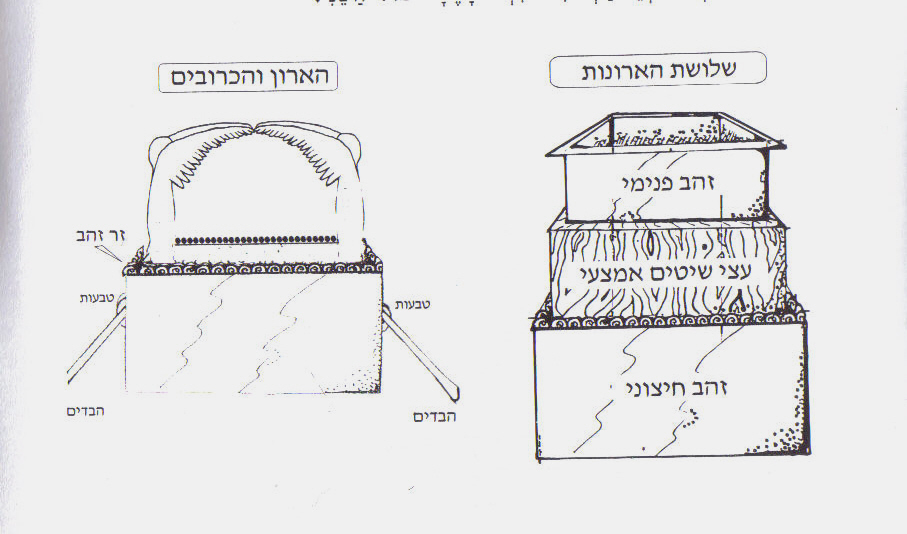 שלושת הארונות
זהב פנימי
עצי שיטים אמצעי
זהב חיצוני
הארון והכרובים
זר זהב
טבעות
טבעות
הבדים
הבדים